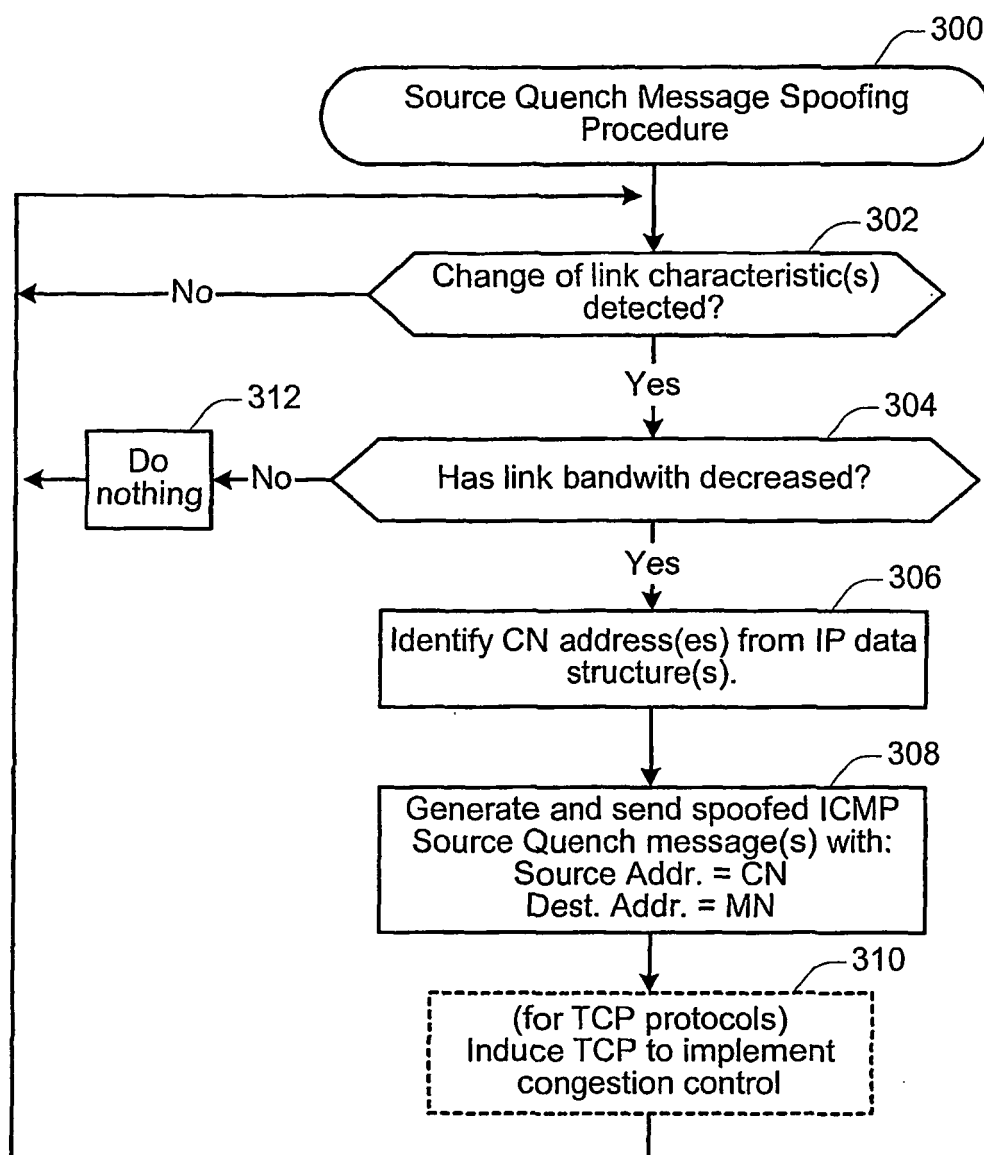 300
Source Quench Message Spoofing
Procedure
302
Change of link characteristic(s)
detected?
No
Yes
312
304
Do
nothing
No
Has link bandwith decreased?
Yes
306
Identify CN address(es) from IP data
structure(s).
308
Generate and send spoofed ICMP
Source Quench message(s) with:
Source Addr. = CN
Dest. Addr. = MN
310
(for TCP protocols)
Induce TCP to implement
congestion control